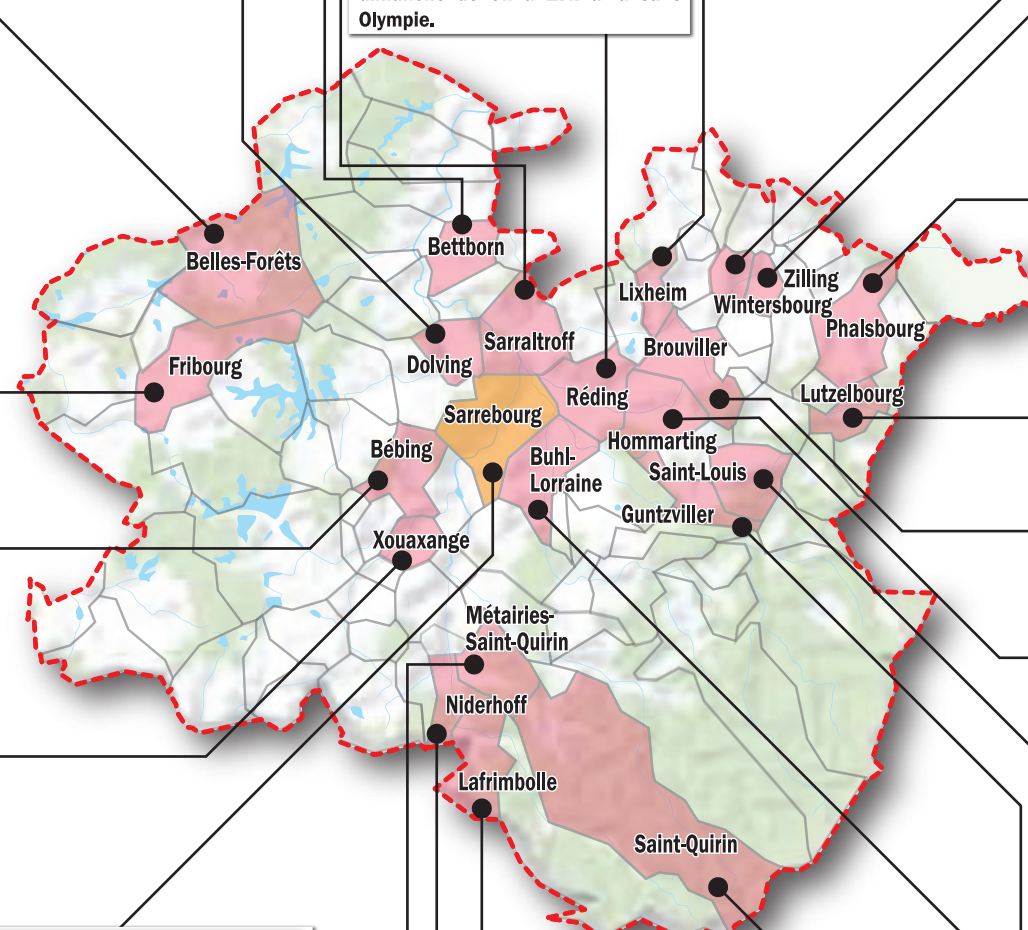 Olympie.
Belles-Forêts
Bettborn
Lixheim
Zilling
Wintersbourg
Phalsbourg
Sarraltroff
Brouviller
Dolving
Fribourg
Réding
Lutzelbourg
Sarrebourg
Hommarting
Bébing
Buhl-
Lorraine
Saint-Louis
Guntzviller
Xouaxange
Métairies-
Saint-Quirin
Niderhoff
Lafrimbolle
Saint-Quirin